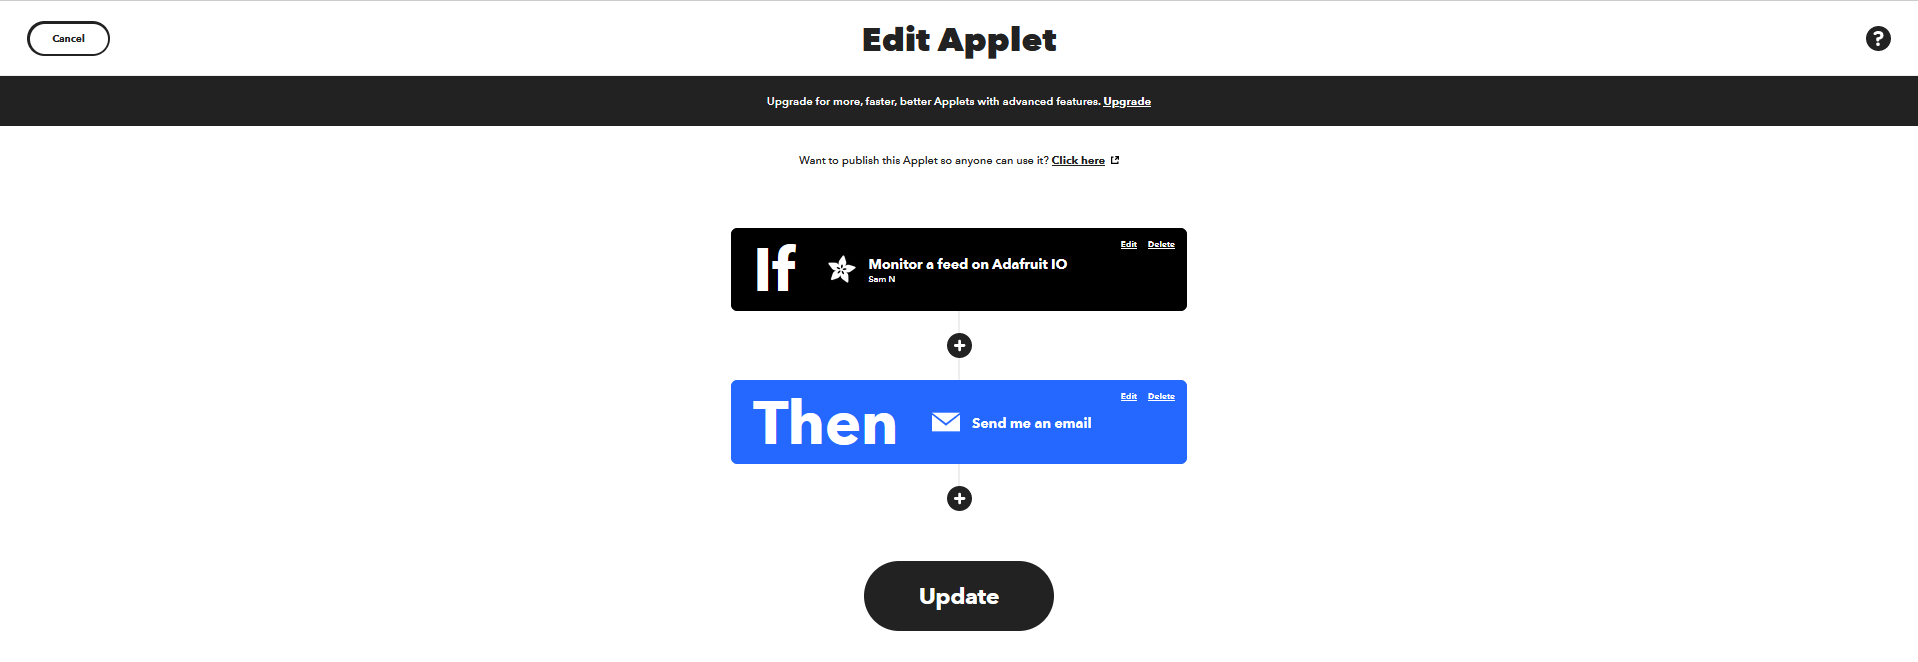 Cancel
Edit Applet
?
Upgrade for more, faster, better Applets with advanced features. Upgrade
Want to publish this Applet so anyone can use it? Click here
If
Monitor a feed on Adafruit IO
Sam N
Edit Delete
Then
Send me an email
Edit Delete
Update